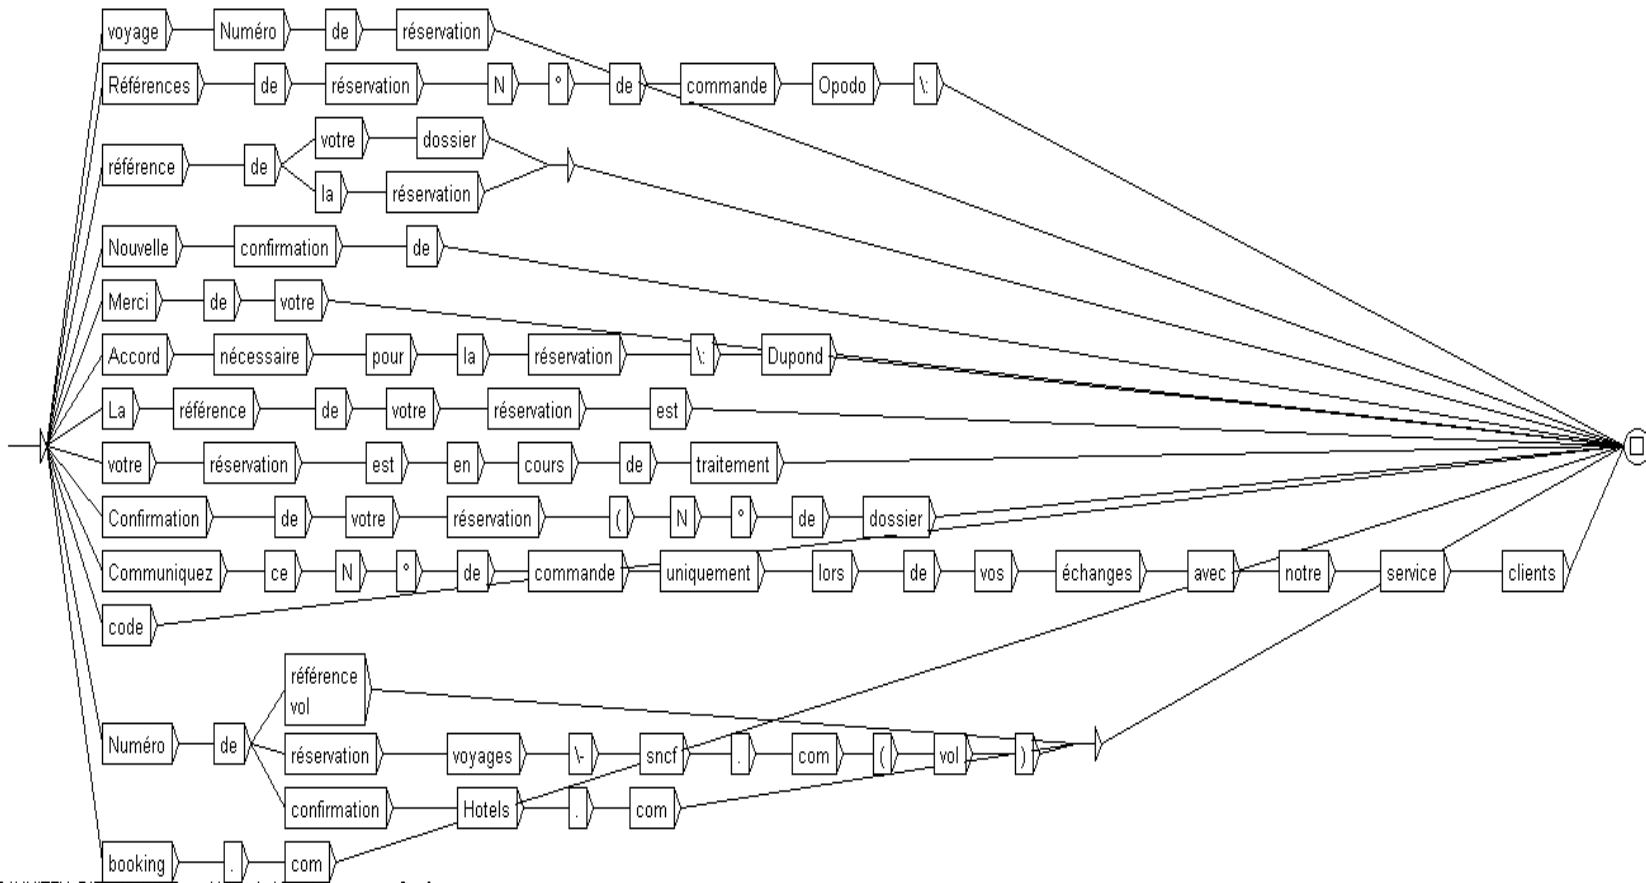 voyage Numéro de réservation
Références de réservation N ° de commande Opodo \:
votre dossier
référence de
la réservation
Nouvelle confirmation de
Merci de votre
Accord nécessaire pour la réservation \: Dupond
La référence de votre réservation est
votre réservation est en cours de traitement
Confirmation de votre réservation ( N ° de dossier
Communiquez ce N ° de commande uniquement lors de vos échanges avec notre service clients
code
référence
vol
Numéro de
réservation voyages \- sncf . com ( vol )
confirmation Hotels . com
booking . com